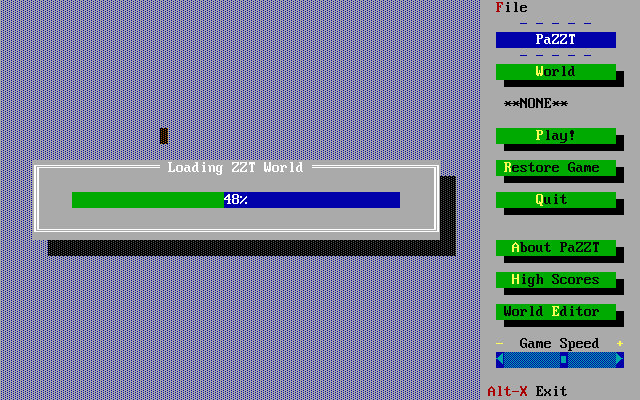 File
- - - - -
PaZZT
- - - - -
World
**NONE**
Play!
Loading ZZT World
Restore Game
48%
Quit
About PaZZT
High Scores
World Editor
- Game Speed +
Alt-X Exit